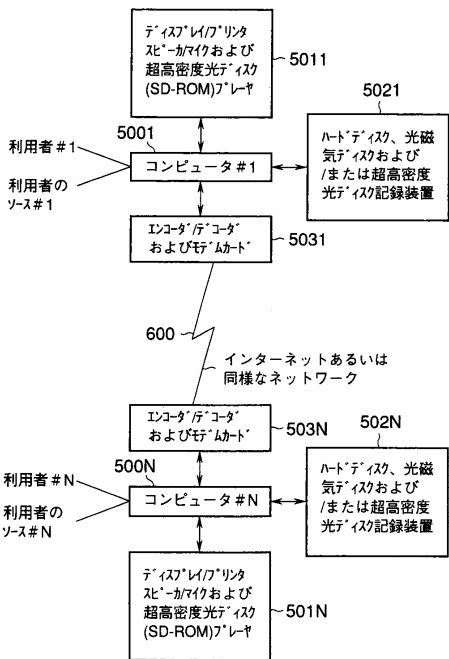 ﾃﾞｨｽﾌﾟﾚｲ/ﾌﾟﾘﾝﾀ
ｽﾋﾟｰｶ/ﾏｲｸおよび
超高密度光ﾃﾞｨｽｸ
(SD-ROM)ﾌﾟﾚｰﾔ
5011
5021
5001
利用者#1
利用者の
ｿｰｽ#1
コンピュータ#1
ﾊｰﾄﾞﾃﾞｨｽｸ、光磁
気ﾃﾞｨｽｸおよび
/または超高密度
光ﾃﾞｨｽｸ記録装置
ｴﾝｺｰﾀﾞ/ﾃﾞｺｰﾀﾞ
およびﾓﾃﾞﾑｶｰﾄﾞ
5031
600
インターネットあるいは
同様なネットワーク
ｴﾝｺｰﾀﾞ/ﾃﾞｺｰﾀﾞ
およびﾓﾃﾞﾑｶｰﾄﾞ
503N
502N
500N
利用者#N
利用者の
ｿｰｽ#N
コンピュータ#N
ﾊｰﾄﾞﾃﾞｨｽｸ、光磁
気ﾃﾞｨｽｸおよび
/または超高密度
光ﾃﾞｨｽｸ記録装置
ﾃﾞｨｽﾌﾟﾚｲ/ﾌﾟﾘﾝﾀ
ｽﾋﾟｰｶ/ﾏｲｸおよび
超高密度光ﾃﾞｨｽｸ
(SD-ROM)ﾌﾟﾚｰﾔ
501N